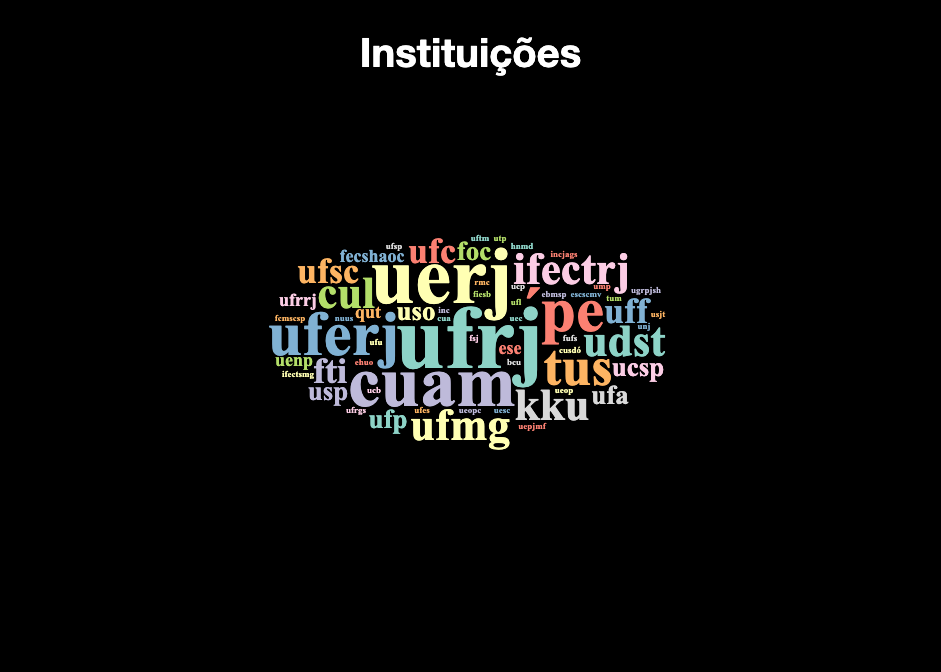 Instituições
uftm utp
ufsp ufc foc hnmd
fecshaoc incjags
ufsc uerj ifectrj
rmc ucp ump
cul fiesb ebmsp escscmv ugrpjsh
ufrrj ufl tum
qut uso inc pé uff
fcmscsp nuus cua uec usjt
uferj ufrj unj
ufu fsj fufs udst
ese cusdó
uenp ehuo bcu
fti tus ucsp
ifectsmg cuam
usp ucb ueop ufa
kku
ufrgs ufes ueopc uesc
ufp ufmg uepjmf